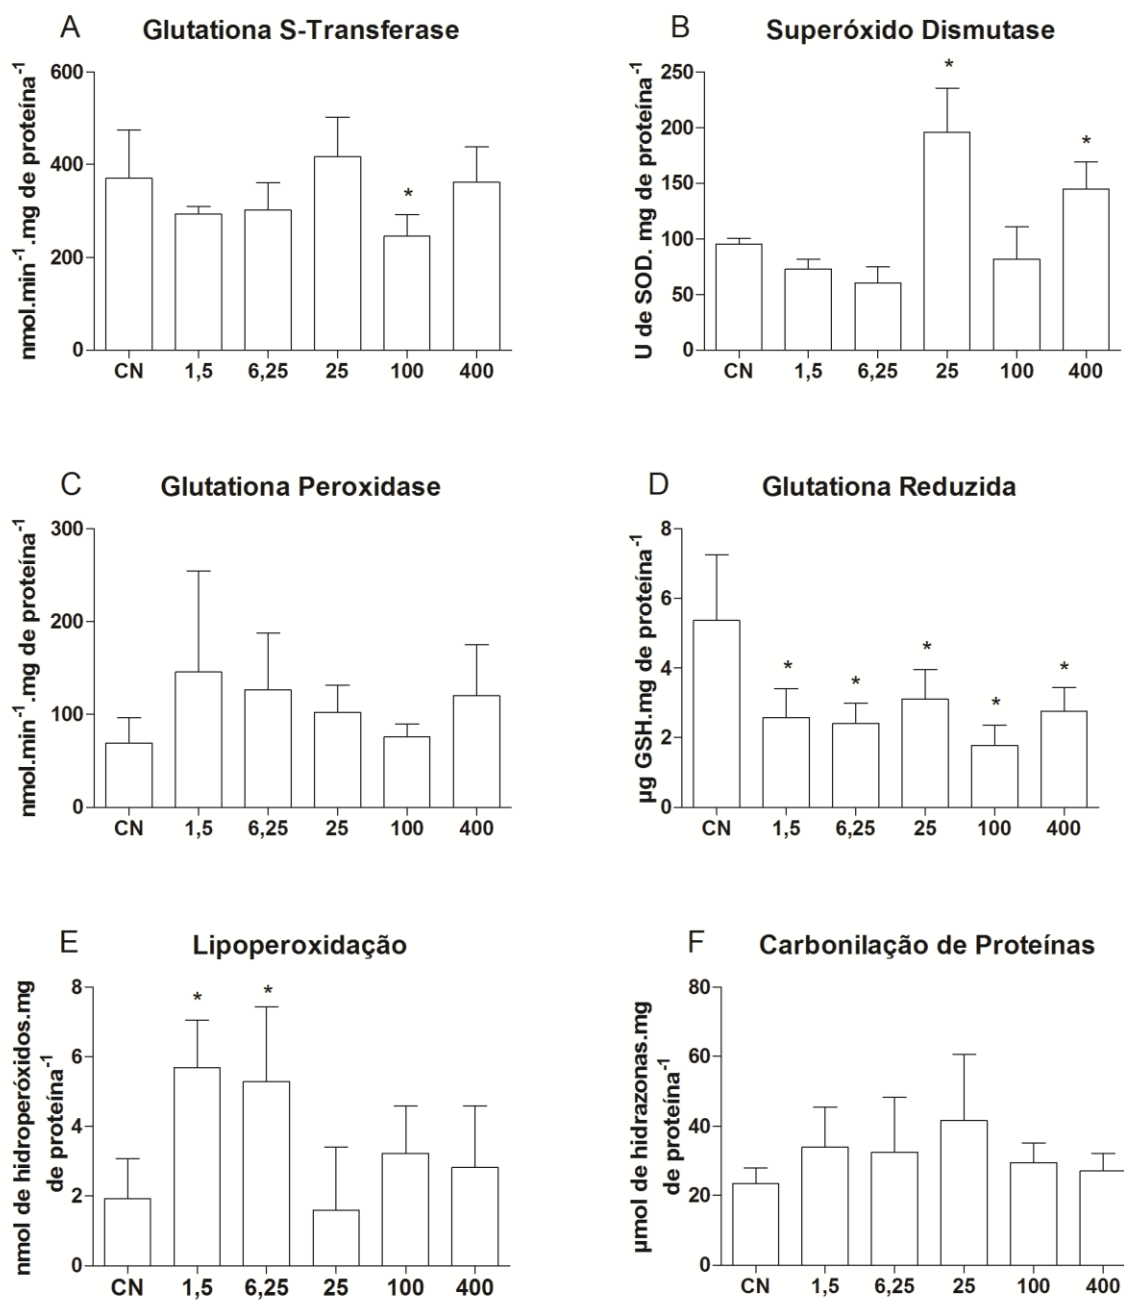 A Glutationa S-Transferase
nmol.min⁻¹.mg de proteína⁻¹
600
400
200
0
*
CN 1,5 6,25 25 100 400
B Superóxido Dismutase
U de SOD. mg de proteína⁻¹
250
200
150
100
50
0
* *
CN 1,5 6,25 25 100 400
C Glutationa Peroxidase
nmol.min⁻¹.mg de proteína⁻¹
300
200
100
0
CN 1,5 6,25 25 100 400
D Glutationa Reduzida
µg GSH.mg de proteína⁻¹
8
6
4
2
0
* * * * *
CN 1,5 6,25 25 100 400
E Lipoperoxidação
nmol de hidroperóxidos.mg
de proteína⁻¹
8
6
4
2
0
* *
CN 1,5 6,25 25 100 400
F Carbonilação de Proteínas
µmol de hidrazonas.mg
de proteína⁻¹
80
60
40
20
0
CN 1,5 6,25 25 100 400